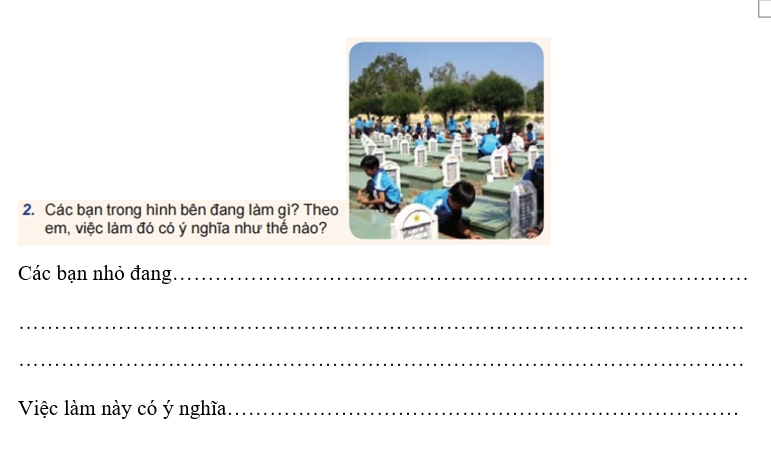 2. Các bạn trong hình bên đang làm gì? Theo
em, việc làm đó có ý nghĩa như thế nào?
Các bạn nhỏ đang……………………………………………………………………
………………………………………………………………………………………
………………………………………………………………………………………
Việc làm này có ý nghĩa……………………………………………………………